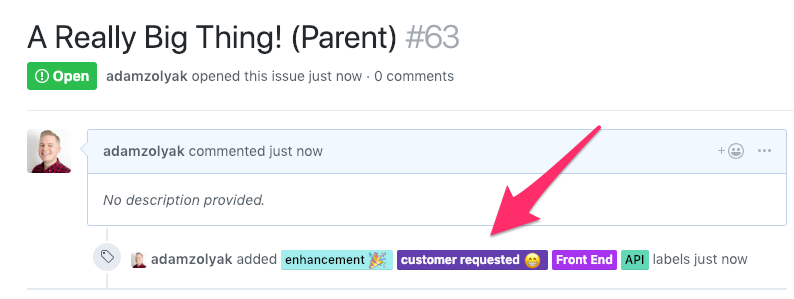 A Really Big Thing! (Parent) #63
Open adamzolyak opened this issue just now · 0 comments
adamzolyak commented just now
No description provided.
adamzolyak added enhancement 🎉 customer requested 😁 Front End API labels just now